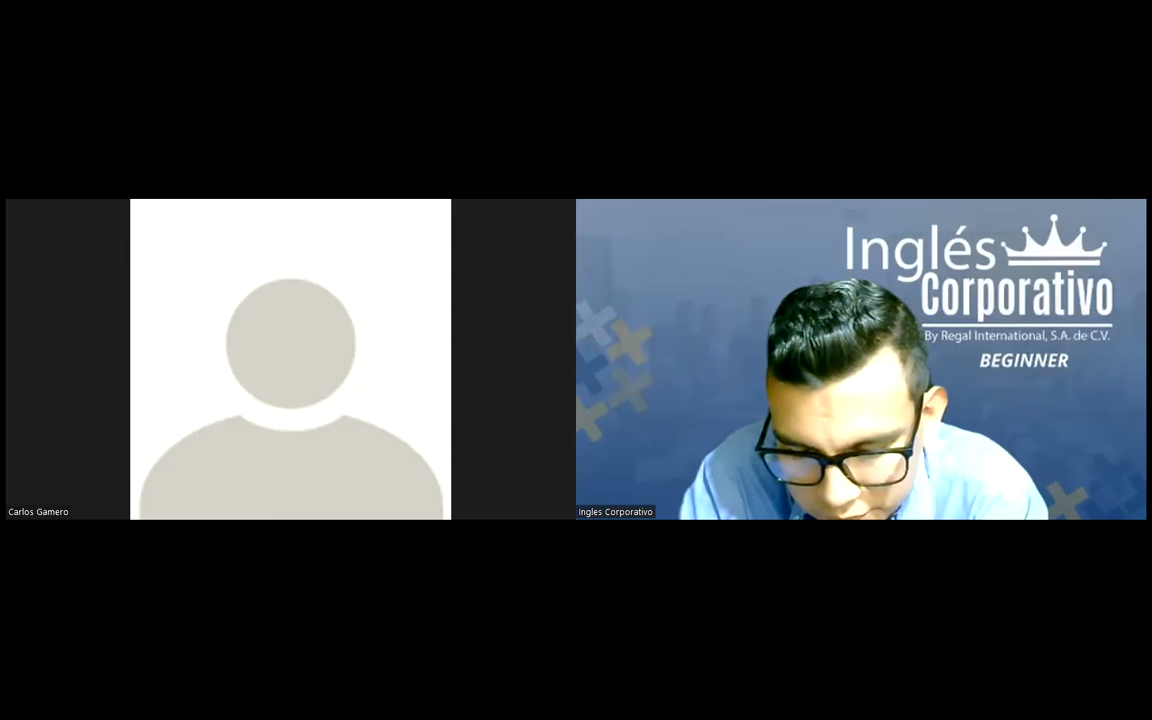 Inglés
Corporativo
By Regal International, S.A. de C.V.
BEGINNER
Carlos Gamero
Ingles Corporativo